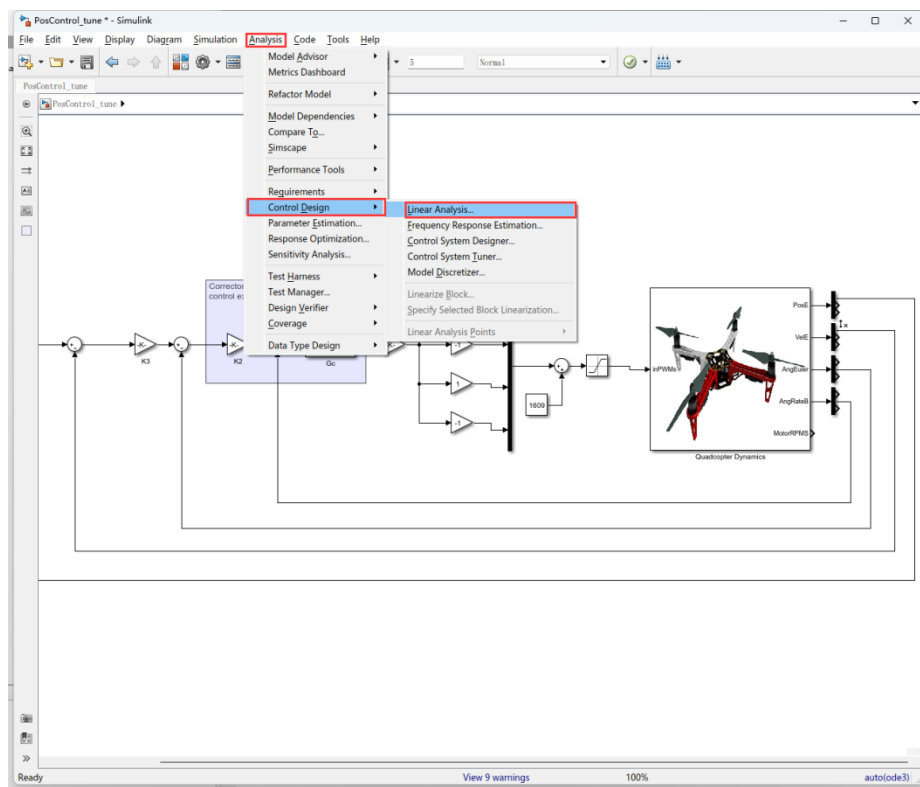 PosControl_tune * - Simulink
File Edit View Display Diagram Simulation Analysis Code Tools Help
5
Normal
PosControl_tune
PosControl_tune
Model Advisor
Metrics Dashboard
Refactor Model
Model Dependencies
Compare To...
Simscape
Performance Tools
Requirements
Control Design
Parameter Estimation...
Response Optimization...
Sensitivity Analysis...
Test Harness
Test Manager...
Design Verifier
Coverage
Data Type Design
Linear Analysis...
Frequency Response Estimation...
Control System Designer...
Control System Tuner...
Model Discretizer...
Linearize Block...
Specify Selected Block Linearization...
Linear Analysis Points
Corrector
control ex
-K-
K3
-K-
K2
Gc
-K-
-1
1
-1
1609
inPWMs
PosE
VelE
AngEuler
AngRateB
MotorRPMS
Quadcopter Dynamics
Ready
View 9 warnings
100%
auto(ode3)